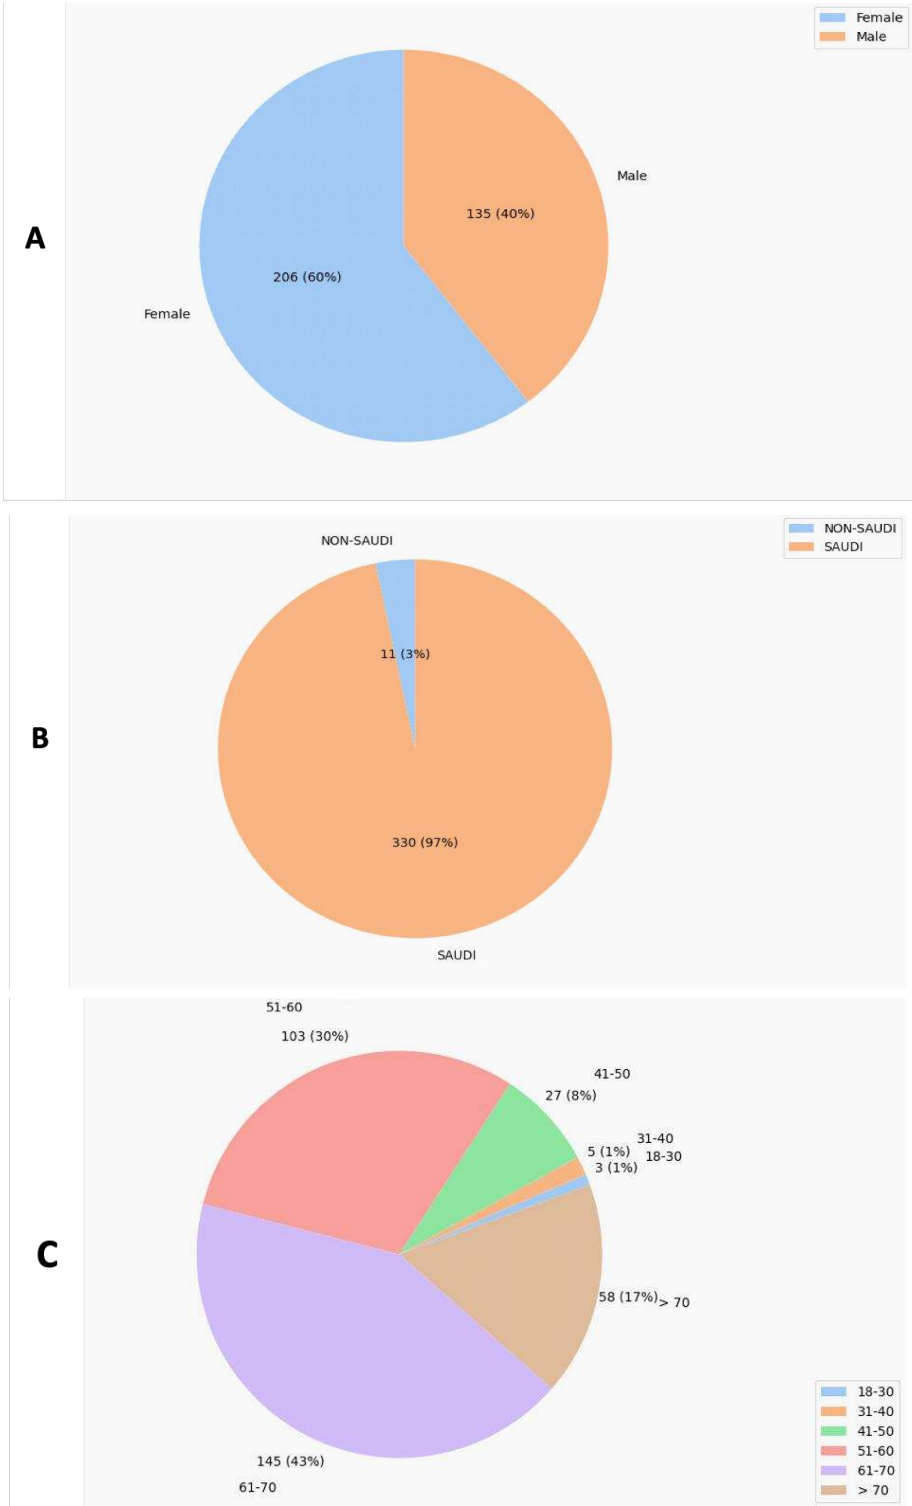 Female
Male
Male
135 (40%)
A
206 (60%)
Female
NON-SAUDI
SAUDI
NON-SAUDI
11 (3%)
B
330 (97%)
SAUDI
51-60
103 (30%)
41-50
27 (8%)
31-40
5 (1%)
18-30
3 (1%)
C
58 (17%)
> 70
145 (43%)
61-70
18-30
31-40
41-50
51-60
61-70
> 70